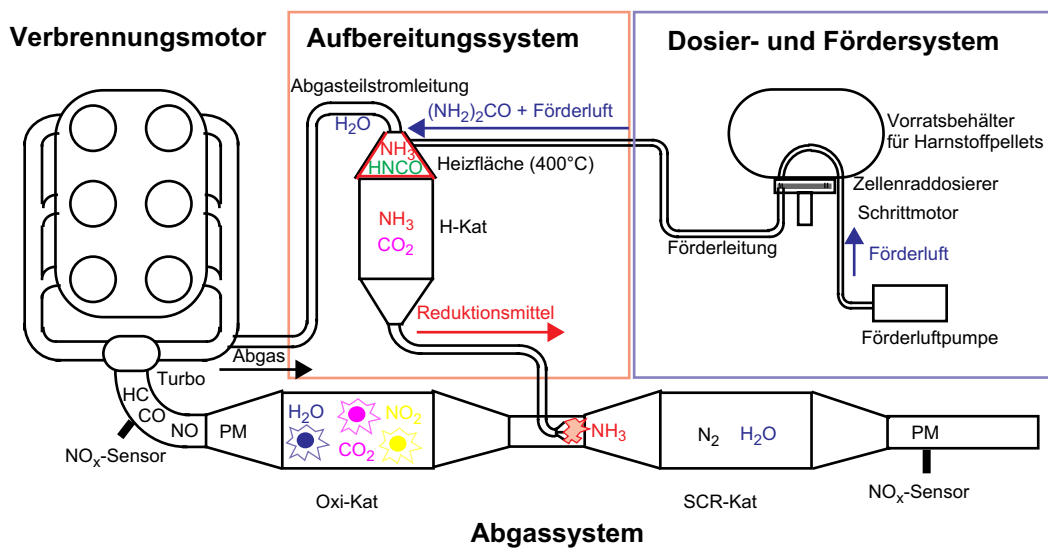 Verbrennungsmotor
Aufbereitungssystem
Dosier- und Fördersystem
Abgasteilstromleitung
H₂O
(NH₂)₂CO + Förderluft
NH₃
HNCO
Heizfläche (400°C)
Vorratsbehälter
für Harnstoffpellets
Zellenraddosierer
Schrittmotor
NH₃
CO₂
H-Kat
Förderleitung
Förderluft
Reduktionsmittel
Förderluftpumpe
Abgas
Turbo
HC
CO
NO
PM
H₂O
NO₂
CO₂
NH₃
N₂
H₂O
PM
NOₓ-Sensor
NOₓ-Sensor
Oxi-Kat
SCR-Kat
Abgassystem